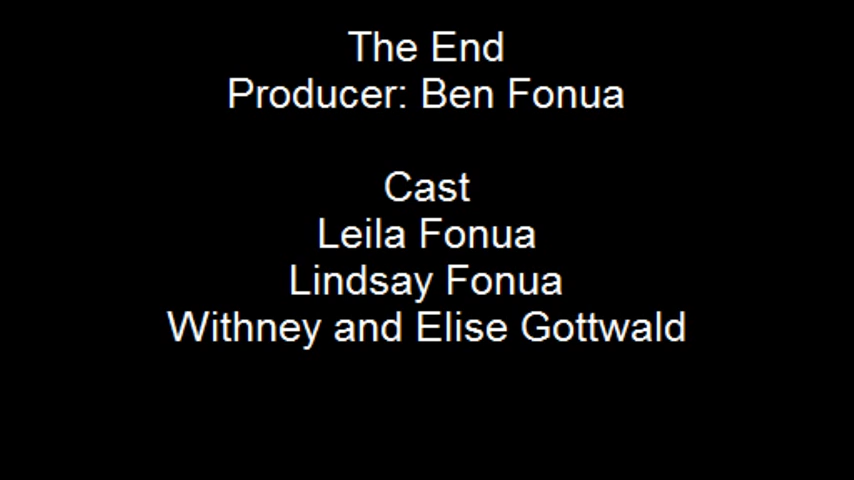 The End
Producer: Ben Fonua
Cast
Leila Fonua
Lindsay Fonua
Withney and Elise Gottwald